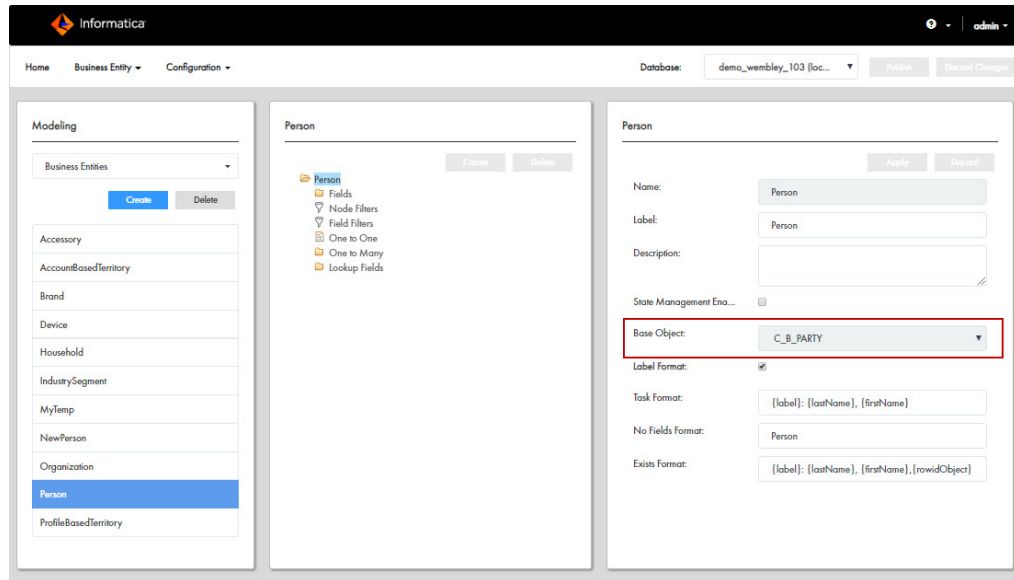 Informatica
admin
Home Business Entity Configuration Database: demo_wembley_103 (loc... Publish Discard Changes
Modeling
Business Entities
Create Delete
Accessory
AccountBasedTerritory
Brand
Device
Household
IndustrySegment
MyTemp
NewPerson
Organization
Person
ProfileBasedTerritory
Person
Create Delete
Person
Fields
Node Filters
Field Filters
One to One
One to Many
Lookup Fields
Person
Apply Discard
Name: Person
Label: Person
Description:
State Management Ena...
Base Object: C_B_PARTY
Label Format:
Task Format: {label}: {lastName}, {firstName}
No Fields Format: Person
Exists Format: {label}: {lastName}, {firstName},{rowidObject}